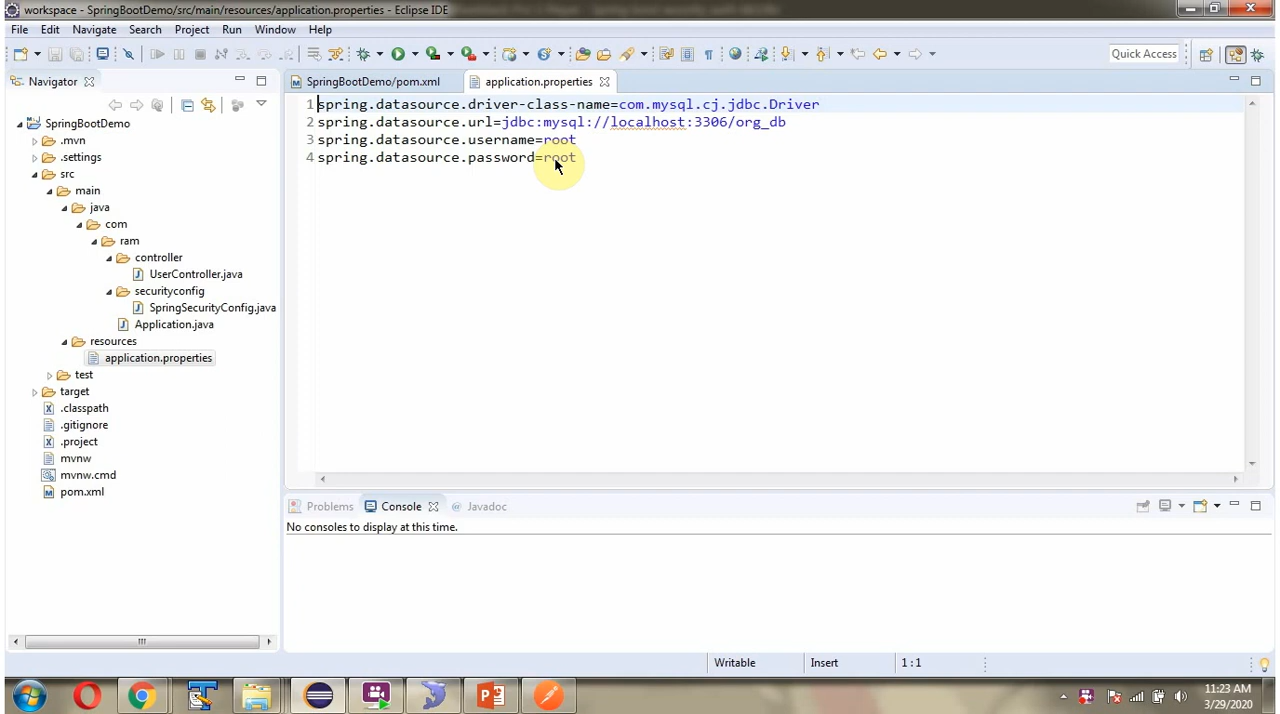 workspace - SpringBootDemo/src/main/resources/application.properties - Eclipse IDE
File Edit Navigate Search Project Run Window Help
Quick Access
Navigator
SpringBootDemo/pom.xml application.properties
1 spring.datasource.driver-class-name=com.mysql.cj.jdbc.Driver
2 spring.datasource.url=jdbc:mysql://localhost:3306/org_db
3 spring.datasource.username=root
4 spring.datasource.password=root
SpringBootDemo
.mvn
.settings
src
main
java
com
ram
controller
UserController.java
securityconfig
SpringSecurityConfig.java
Application.java
resources
application.properties
test
target
.classpath
.gitignore
.project
mvnw
mvnw.cmd
pom.xml
Problems Console Javadoc
No consoles to display at this time.
Writable Insert 1 : 1
11:23 AM
3/29/2020